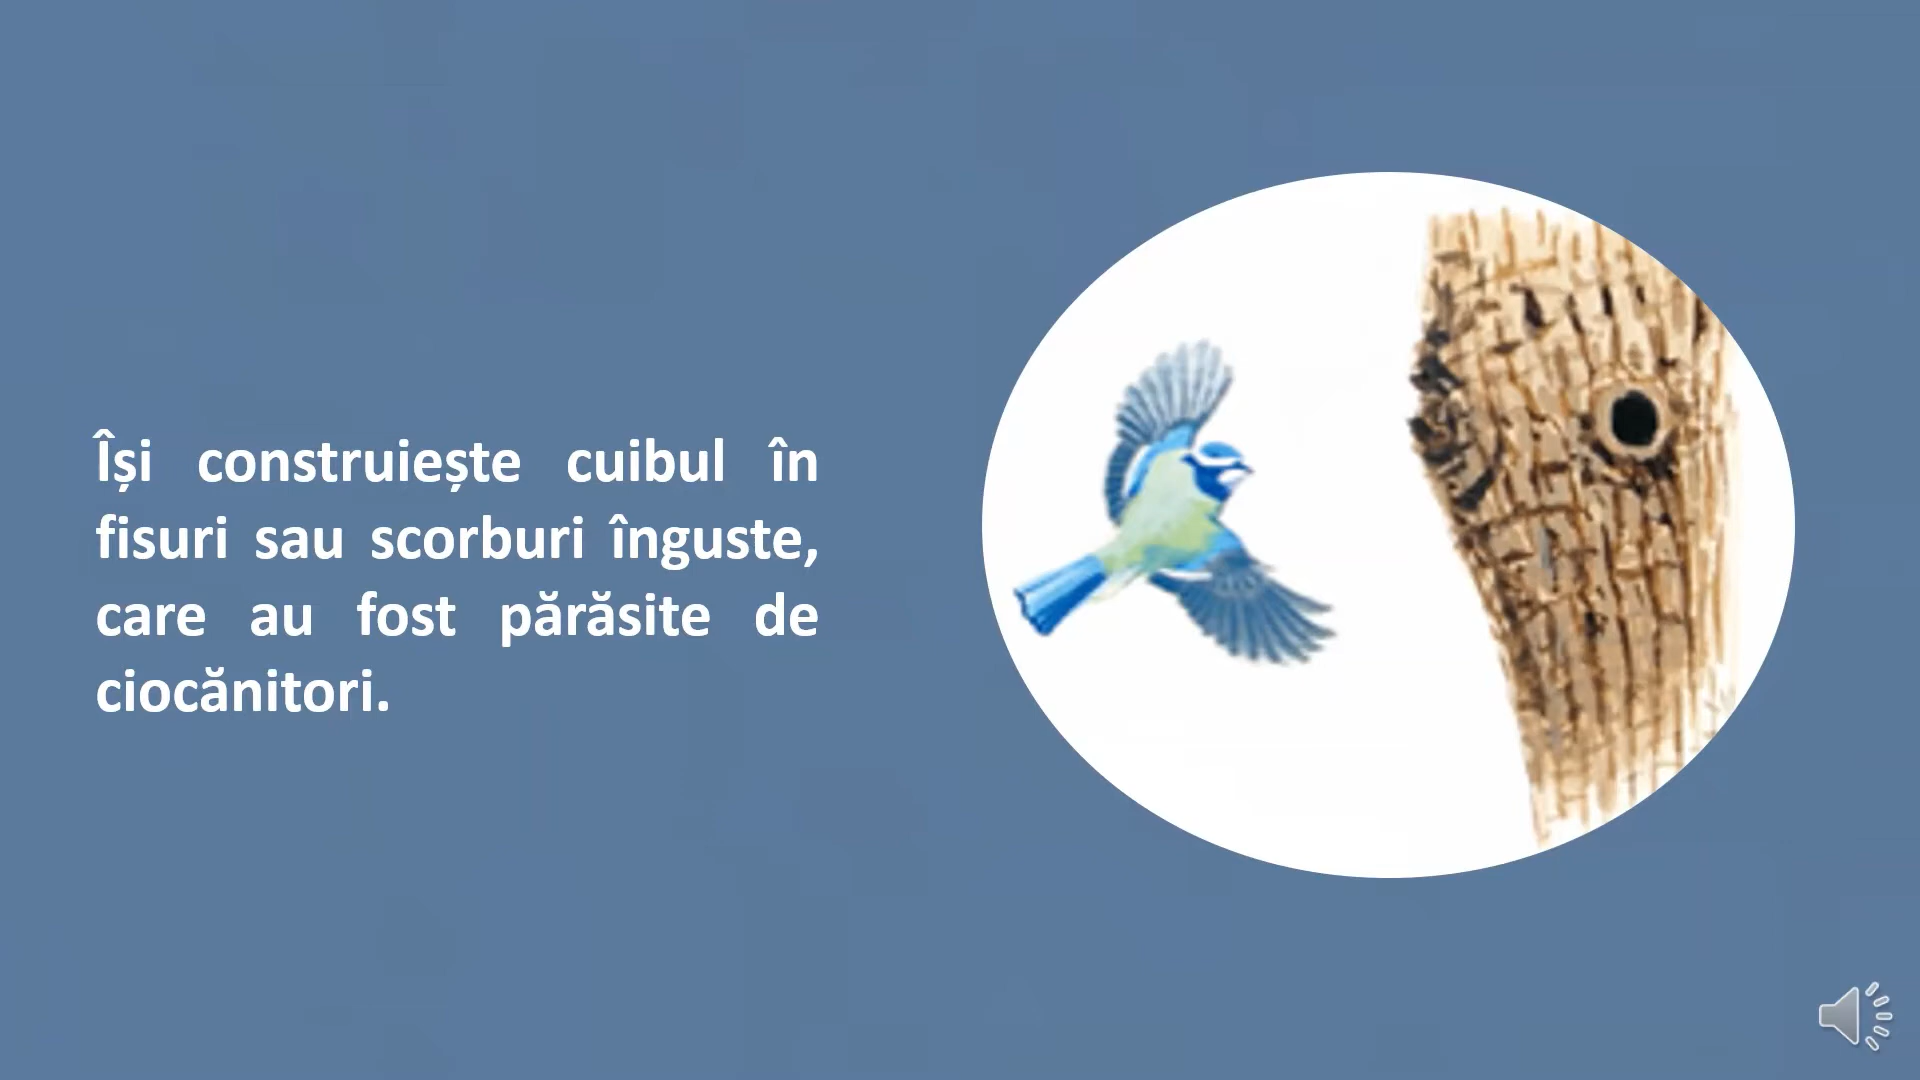 Își construiește cuibul în
fisuri sau scorburi înguste,
care au fost părăsite de
ciocănitori.